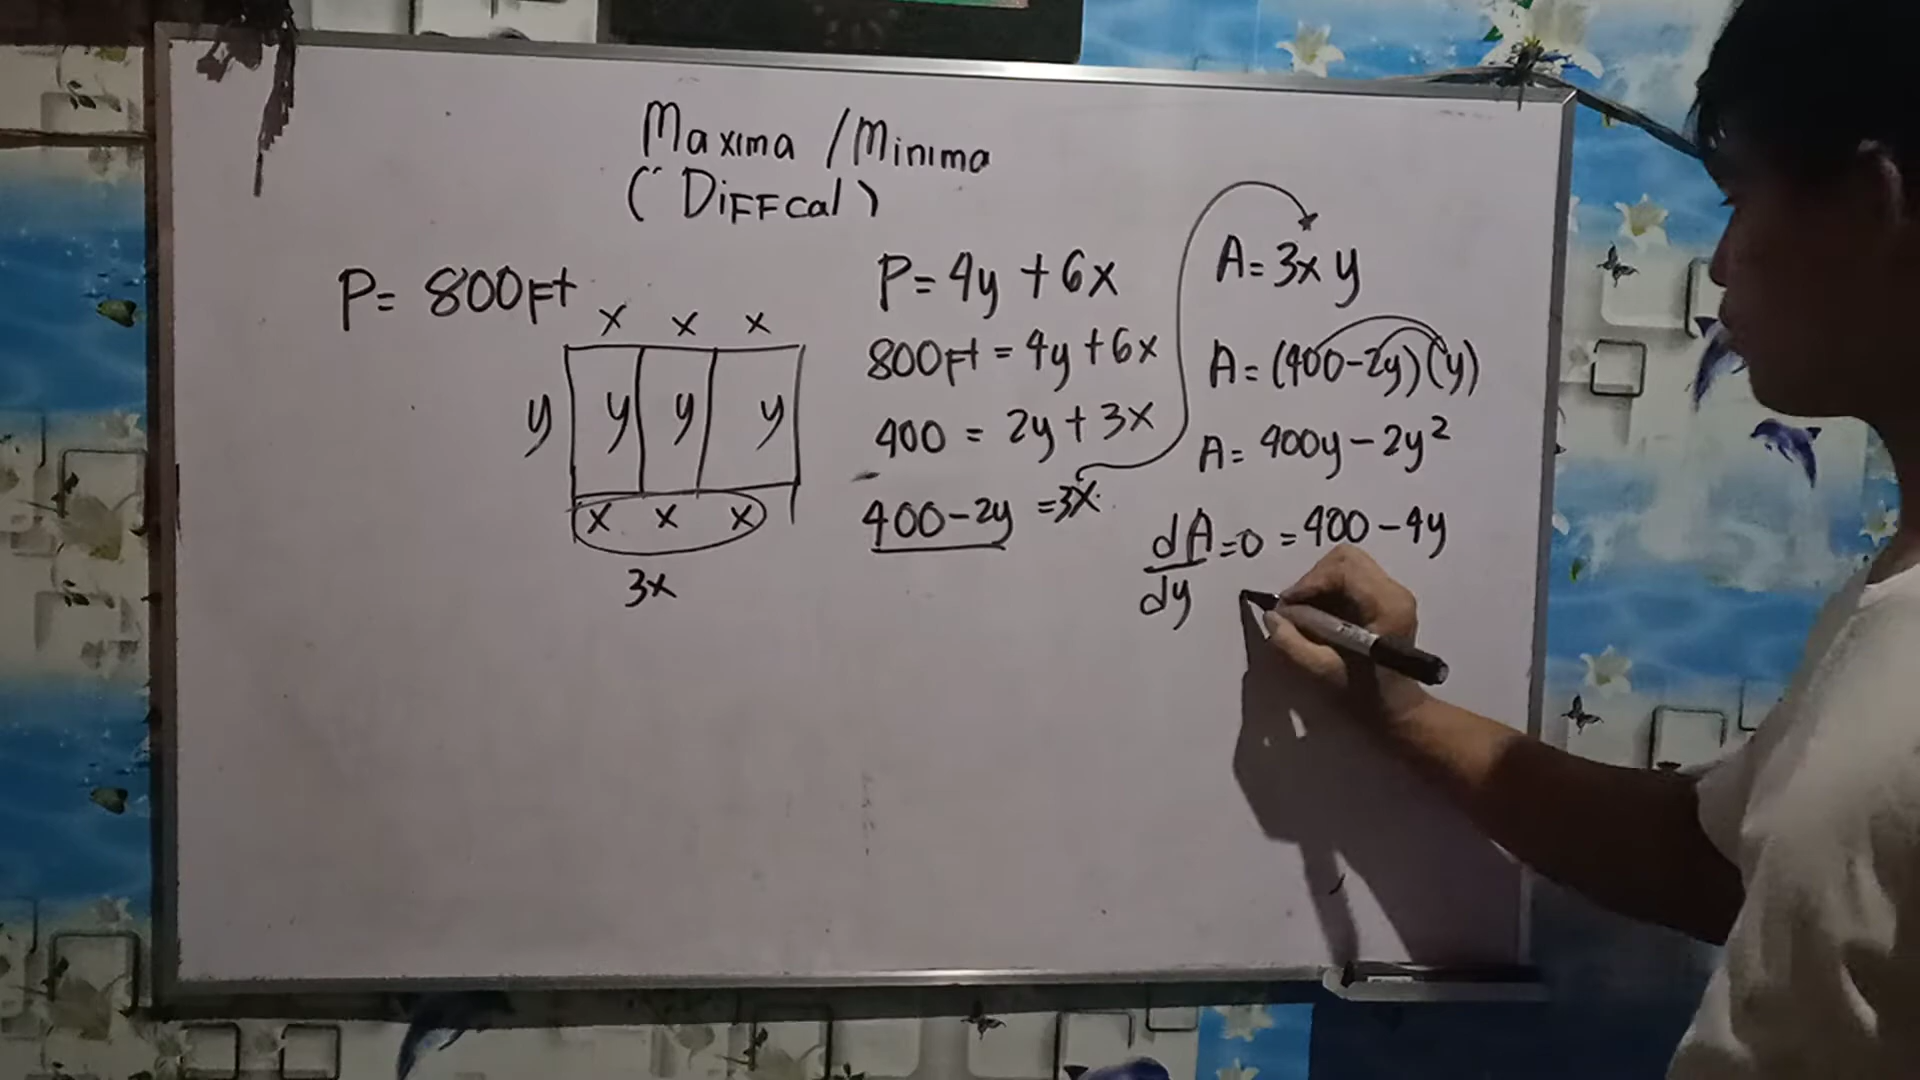 Maxima / Minima
("DIFFcal)
P= 800Ft
x x x
y y y y
x x x
3x
P= 4y + 6x
800ft = 4y + 6x
400 = 2y + 3x
400 - 2y = 3x
A= 3x y
A= (400-2y)(y)
A= 400y - 2y²
dA/dy = 0 = 400 - 4y